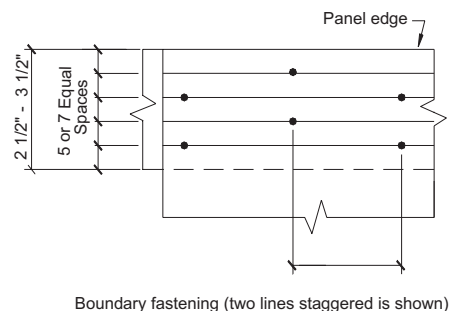 Panel edge
2 1/2" - 3 1/2"
5 or 7 Equal
Spaces
Boundary fastening (two lines staggered is shown)